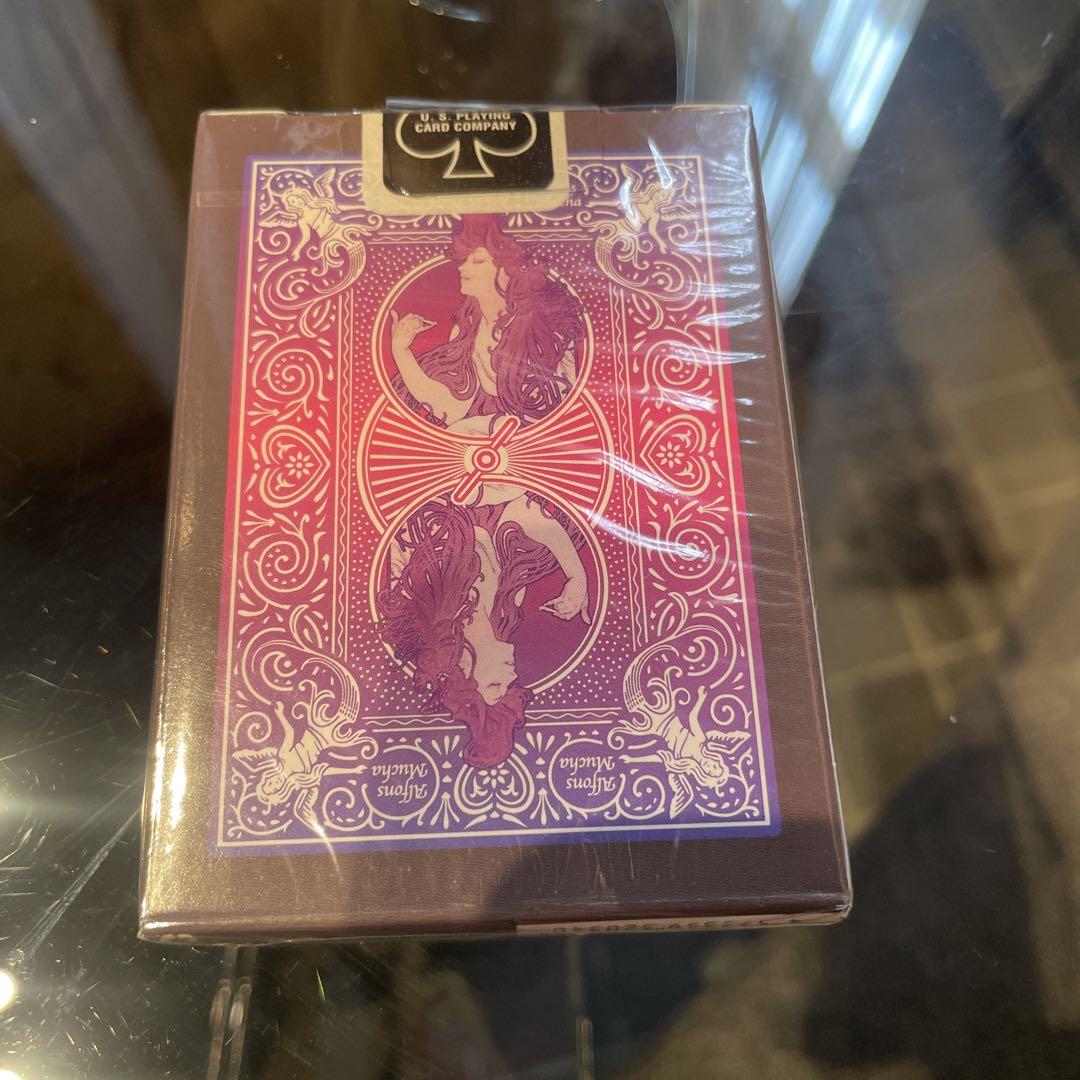 U. S. PLAYING
CARD COMPANY
Alfons
Mucha
Alfons
Mucha